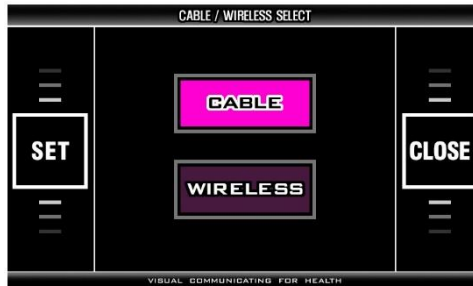 CABLE / WIRELESS SELECT
CABLE
SET
CLOSE
WIRELESS
VISUAL COMMUNICATING FOR HEALTH